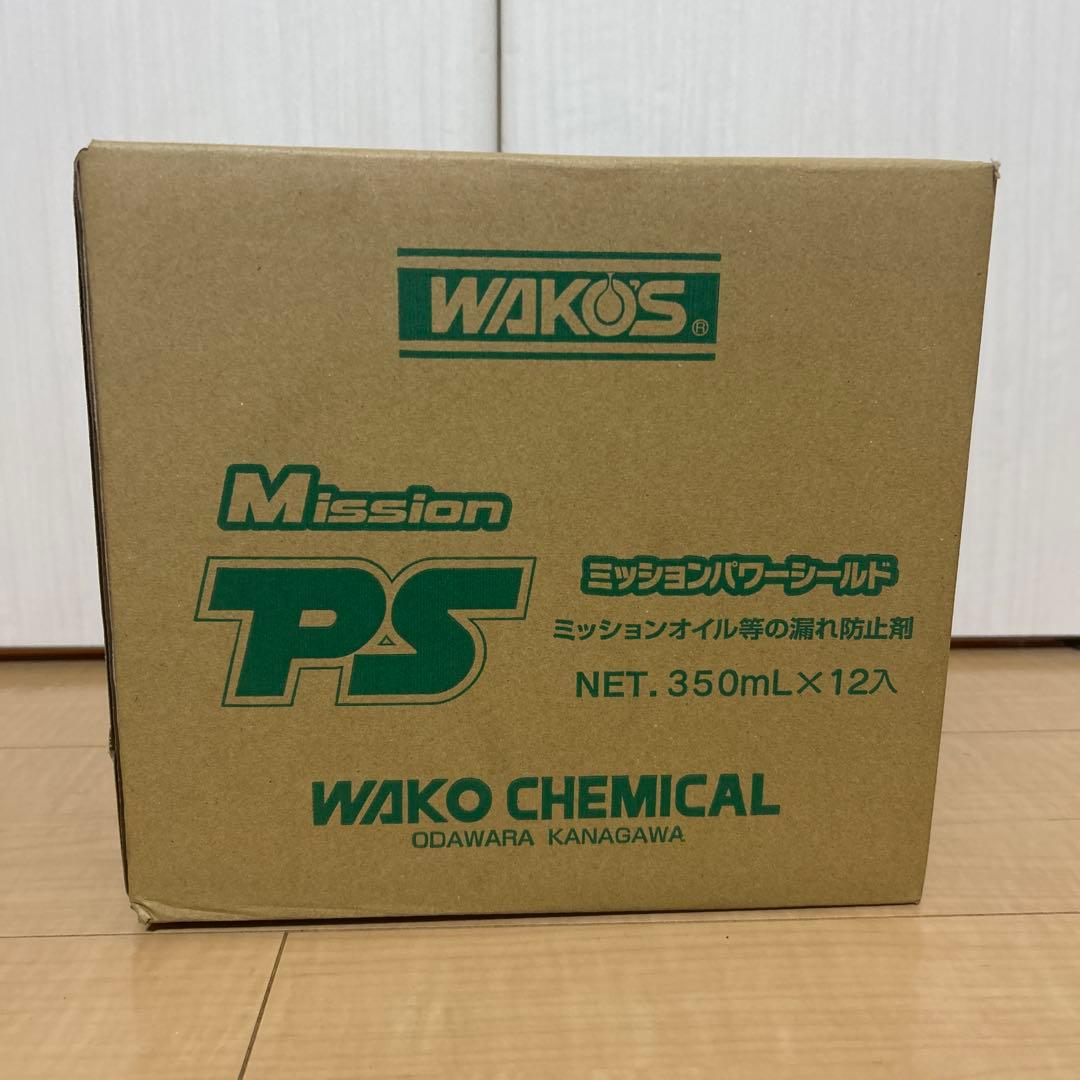 WAKO'S®
Mission
PS
ミッションパワーシールド
ミッションオイル等の漏れ防止剤
NET. 350mL×12入
WAKO CHEMICAL
ODAWARA KANAGAWA